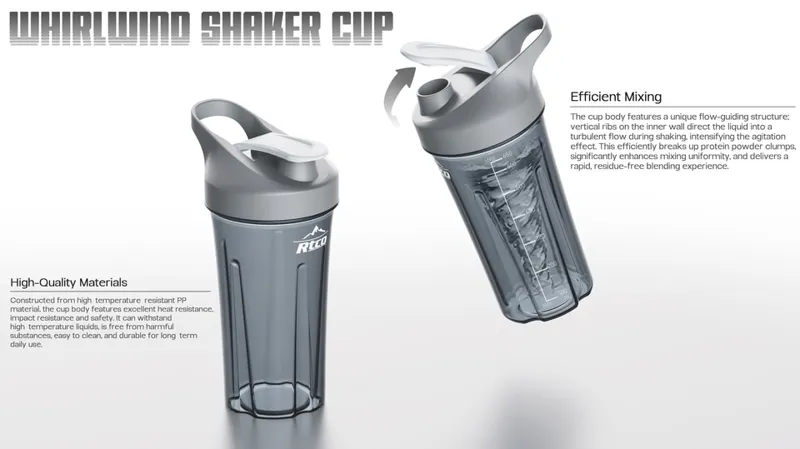 WHIRLWIND SHAKER CUP
Efficient Mixing
The cup body features a unique flow-guiding structure:
vertical ribs on the inner wall direct the liquid into a
turbulent flow during shaking, intensifying the agitation
effect. This efficiently breaks up protein powder clumps,
significantly enhances mixing uniformity, and delivers a
rapid, residue-free blending experience.
Rtco
High-Quality Materials
Constructed from high temperature resistant PP
material, the cup body features excellent heat resistance,
impact resistance and safety. It can withstand
high temperature liquids, is free from harmful
substances, easy to clean, and durable for long term
daily use.